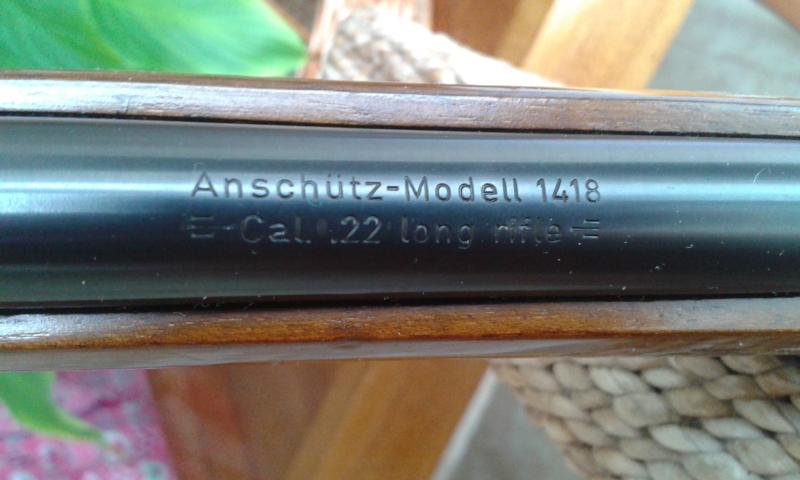 Anschütz-Modell 1418
Cal. .22 long rifle